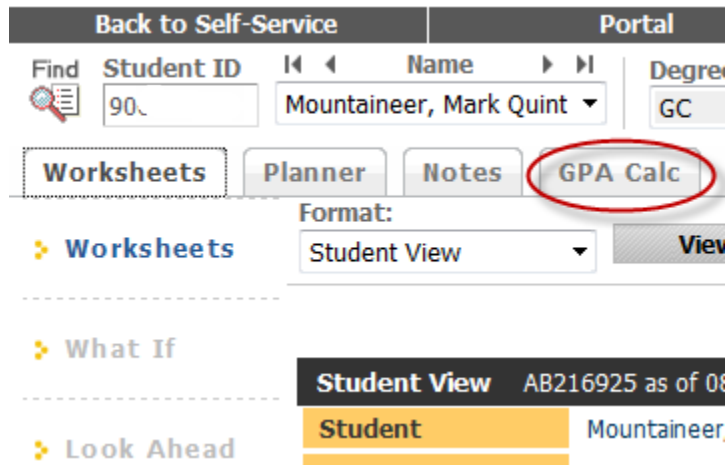 Back to Self-Service Portal
Find Student ID Name
90 Mountaineer, Mark Quint GC
Worksheets Planner Notes GPA Calc
Format:
Worksheets Student View
What If
Student View AB216925 as of
Student Mountaineer,
Look Ahead